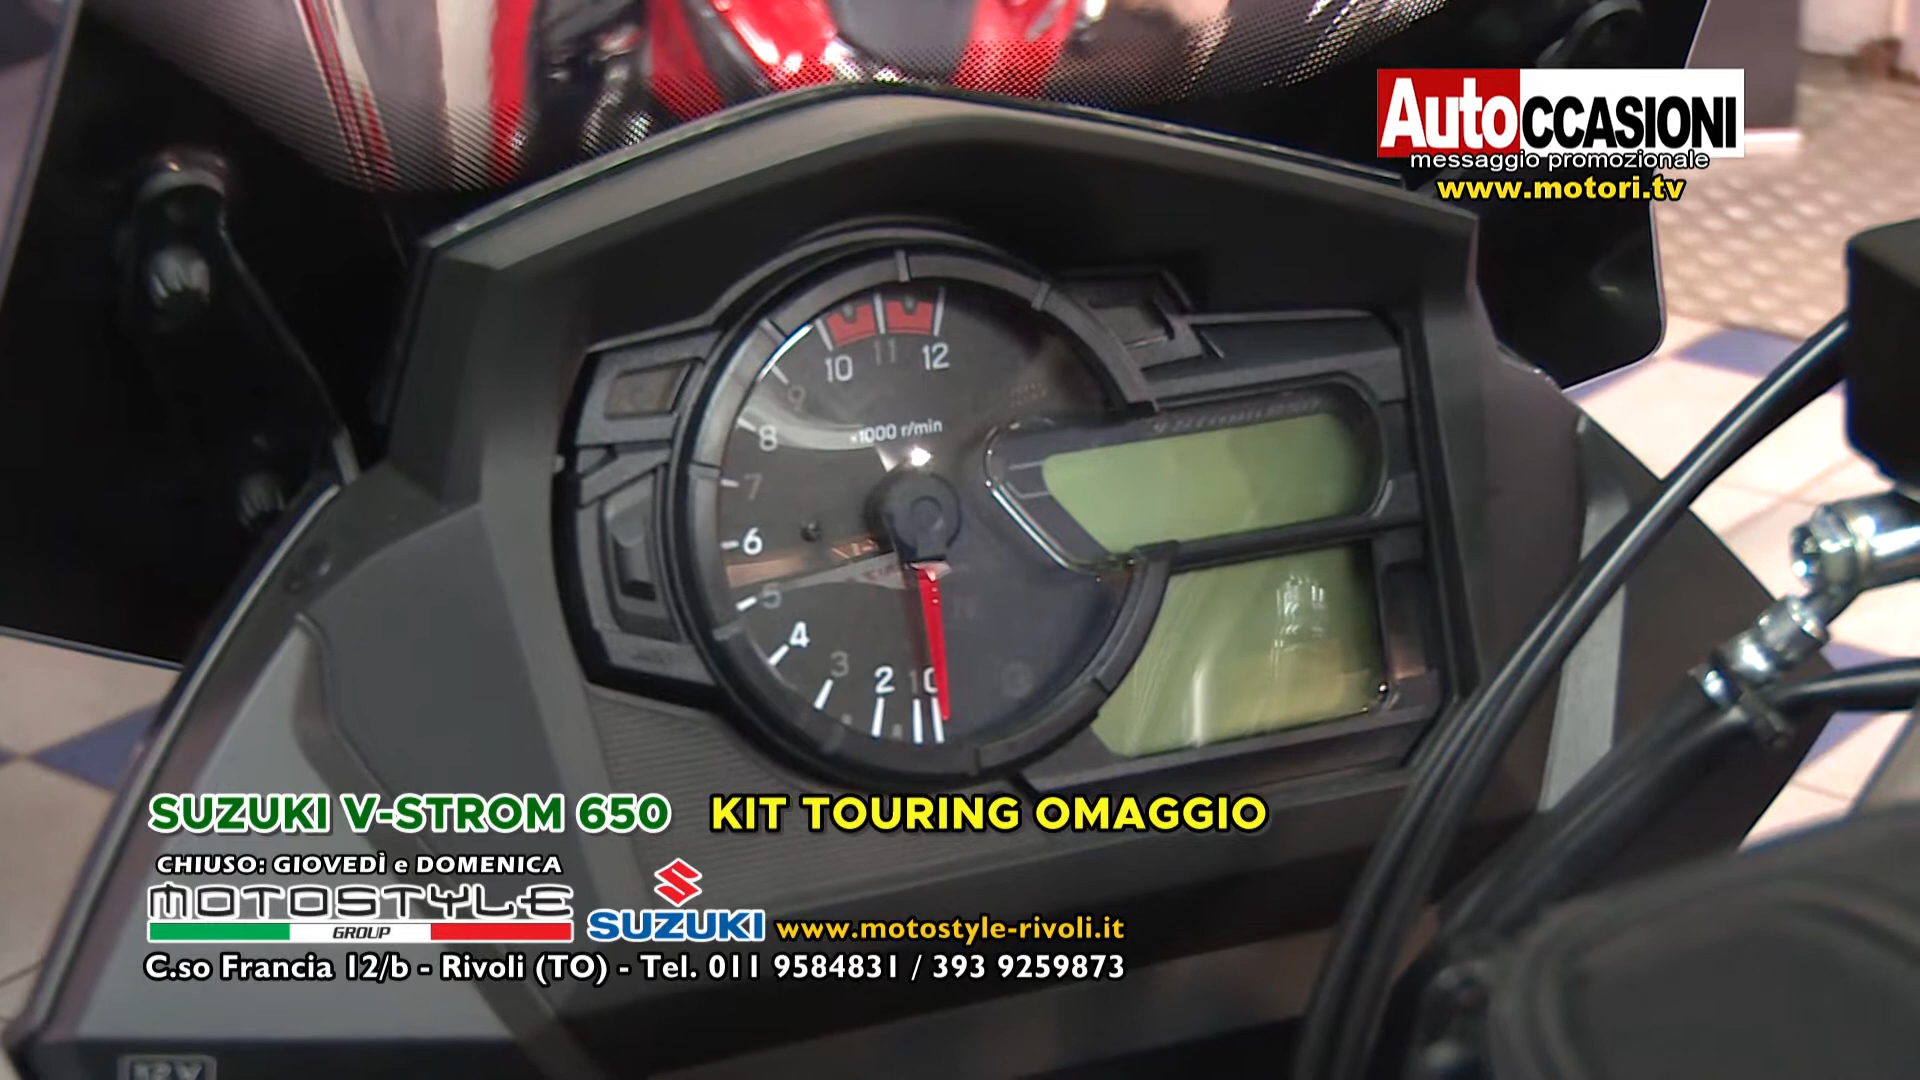 AutOCCASIONI
messaggio promozionale
www.motori.tv
10 11 12
9
x1000 r/min
8
7
6
5
4
3
2 1 0
SUZUKI V-STROM 650 KIT TOURING OMAGGIO
CHIUSO: GIOVEDÌ e DOMENICA
MOTOSTYLE
GROUP
SUZUKI www.motostyle-rivoli.it
C.so Francia 12/b - Rivoli (TO) - Tel. 011 9584831 / 393 9259873